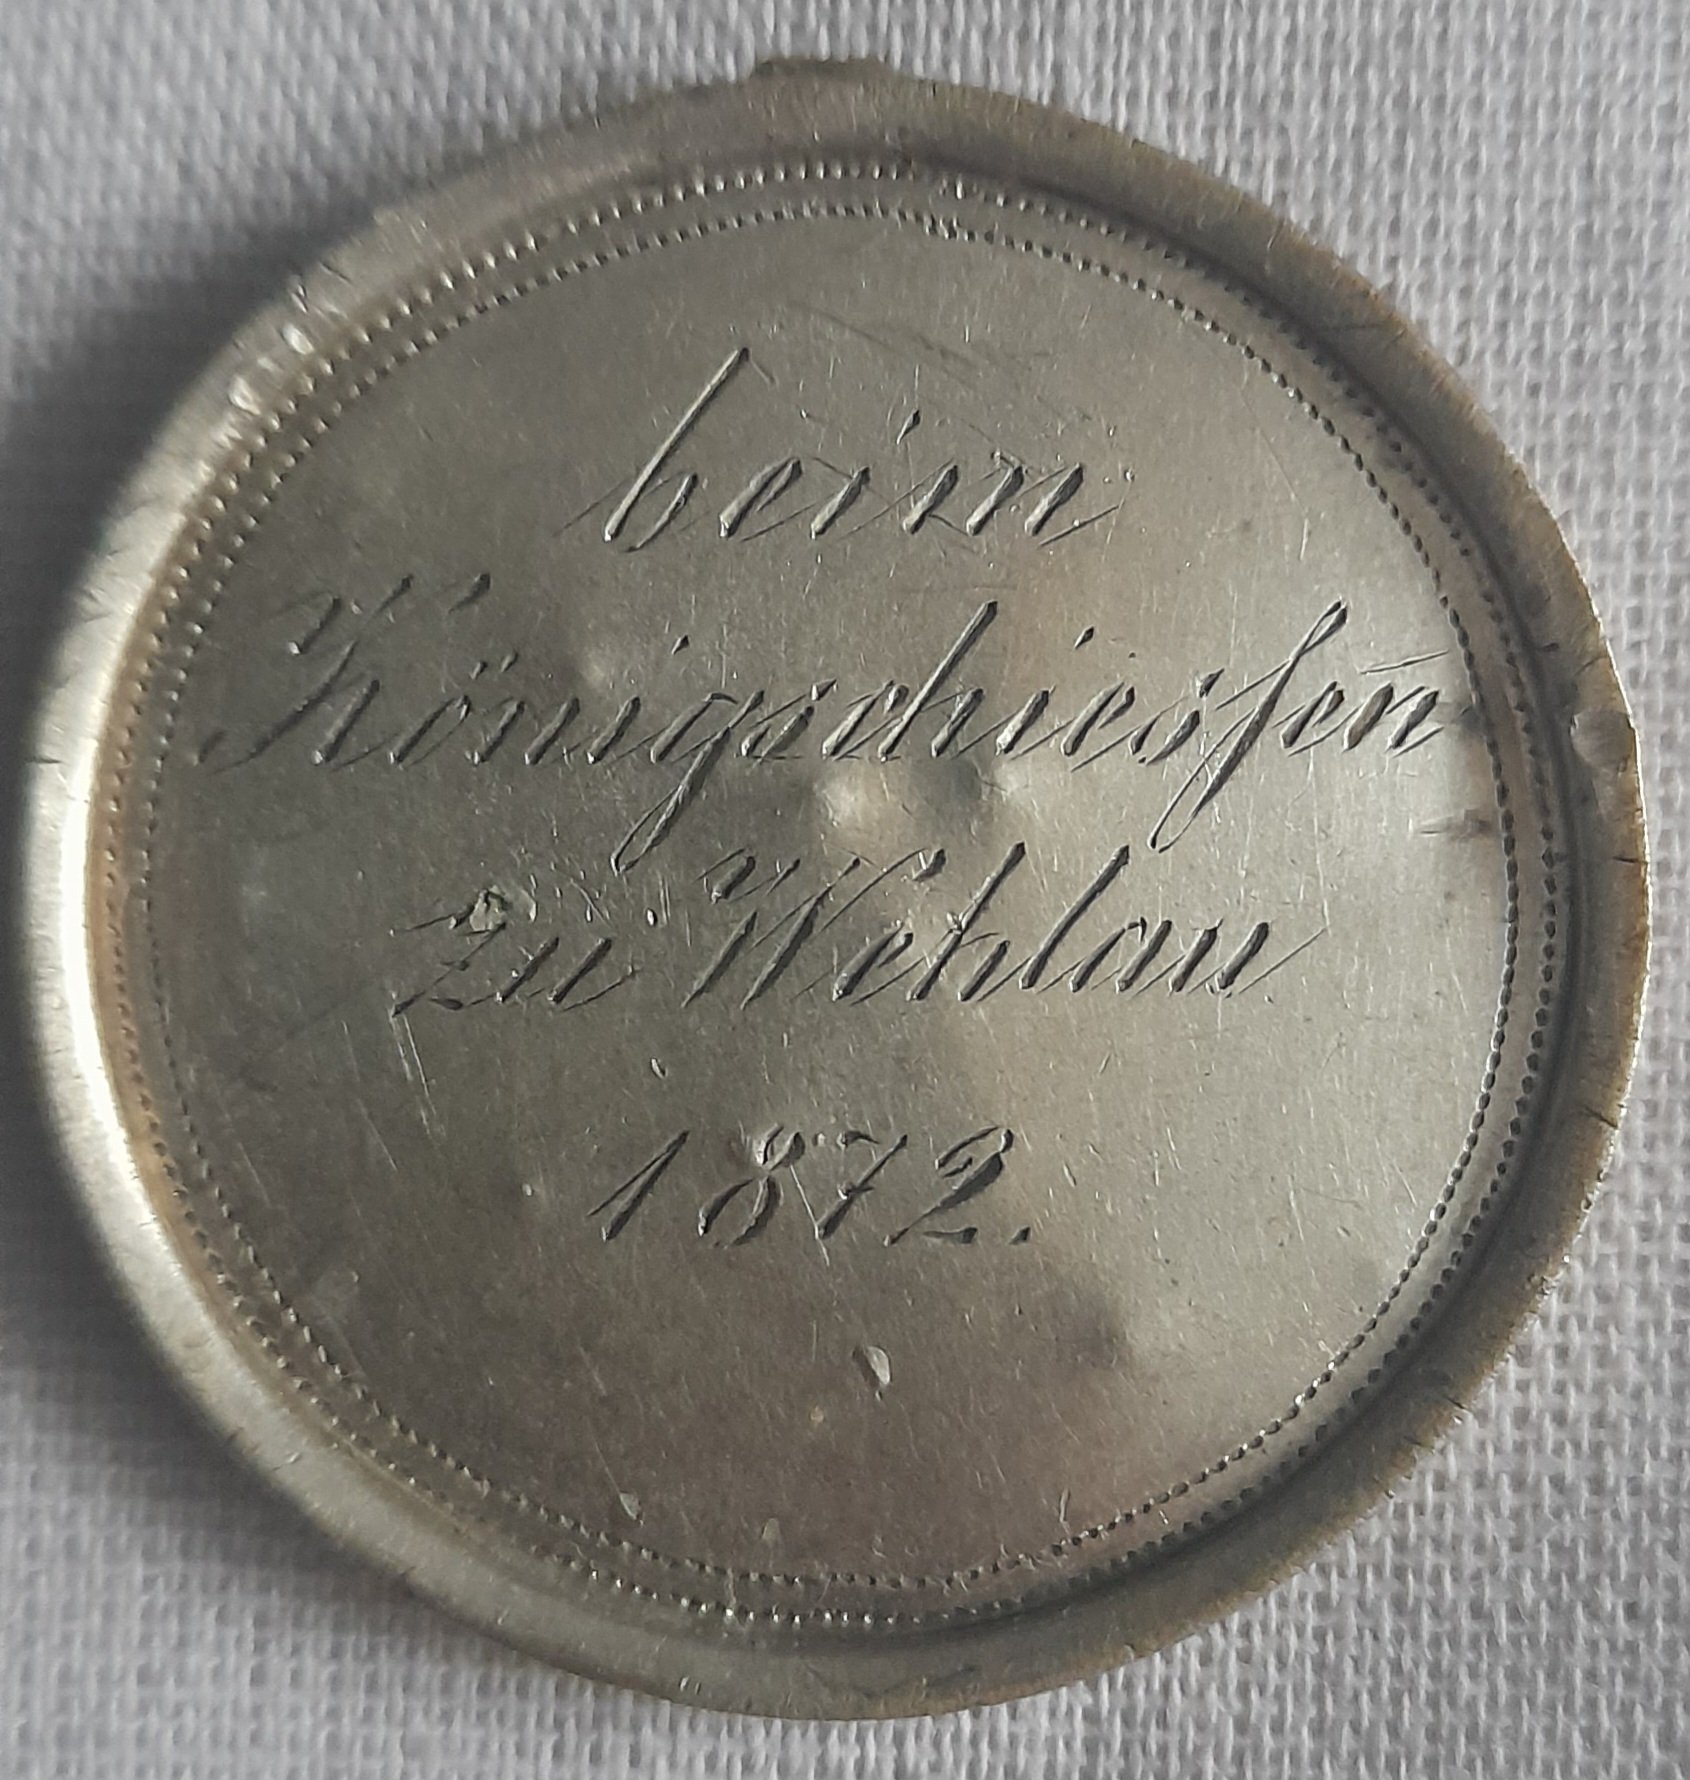 beim
Königschiesſen̄
zu Wehlau
1872.